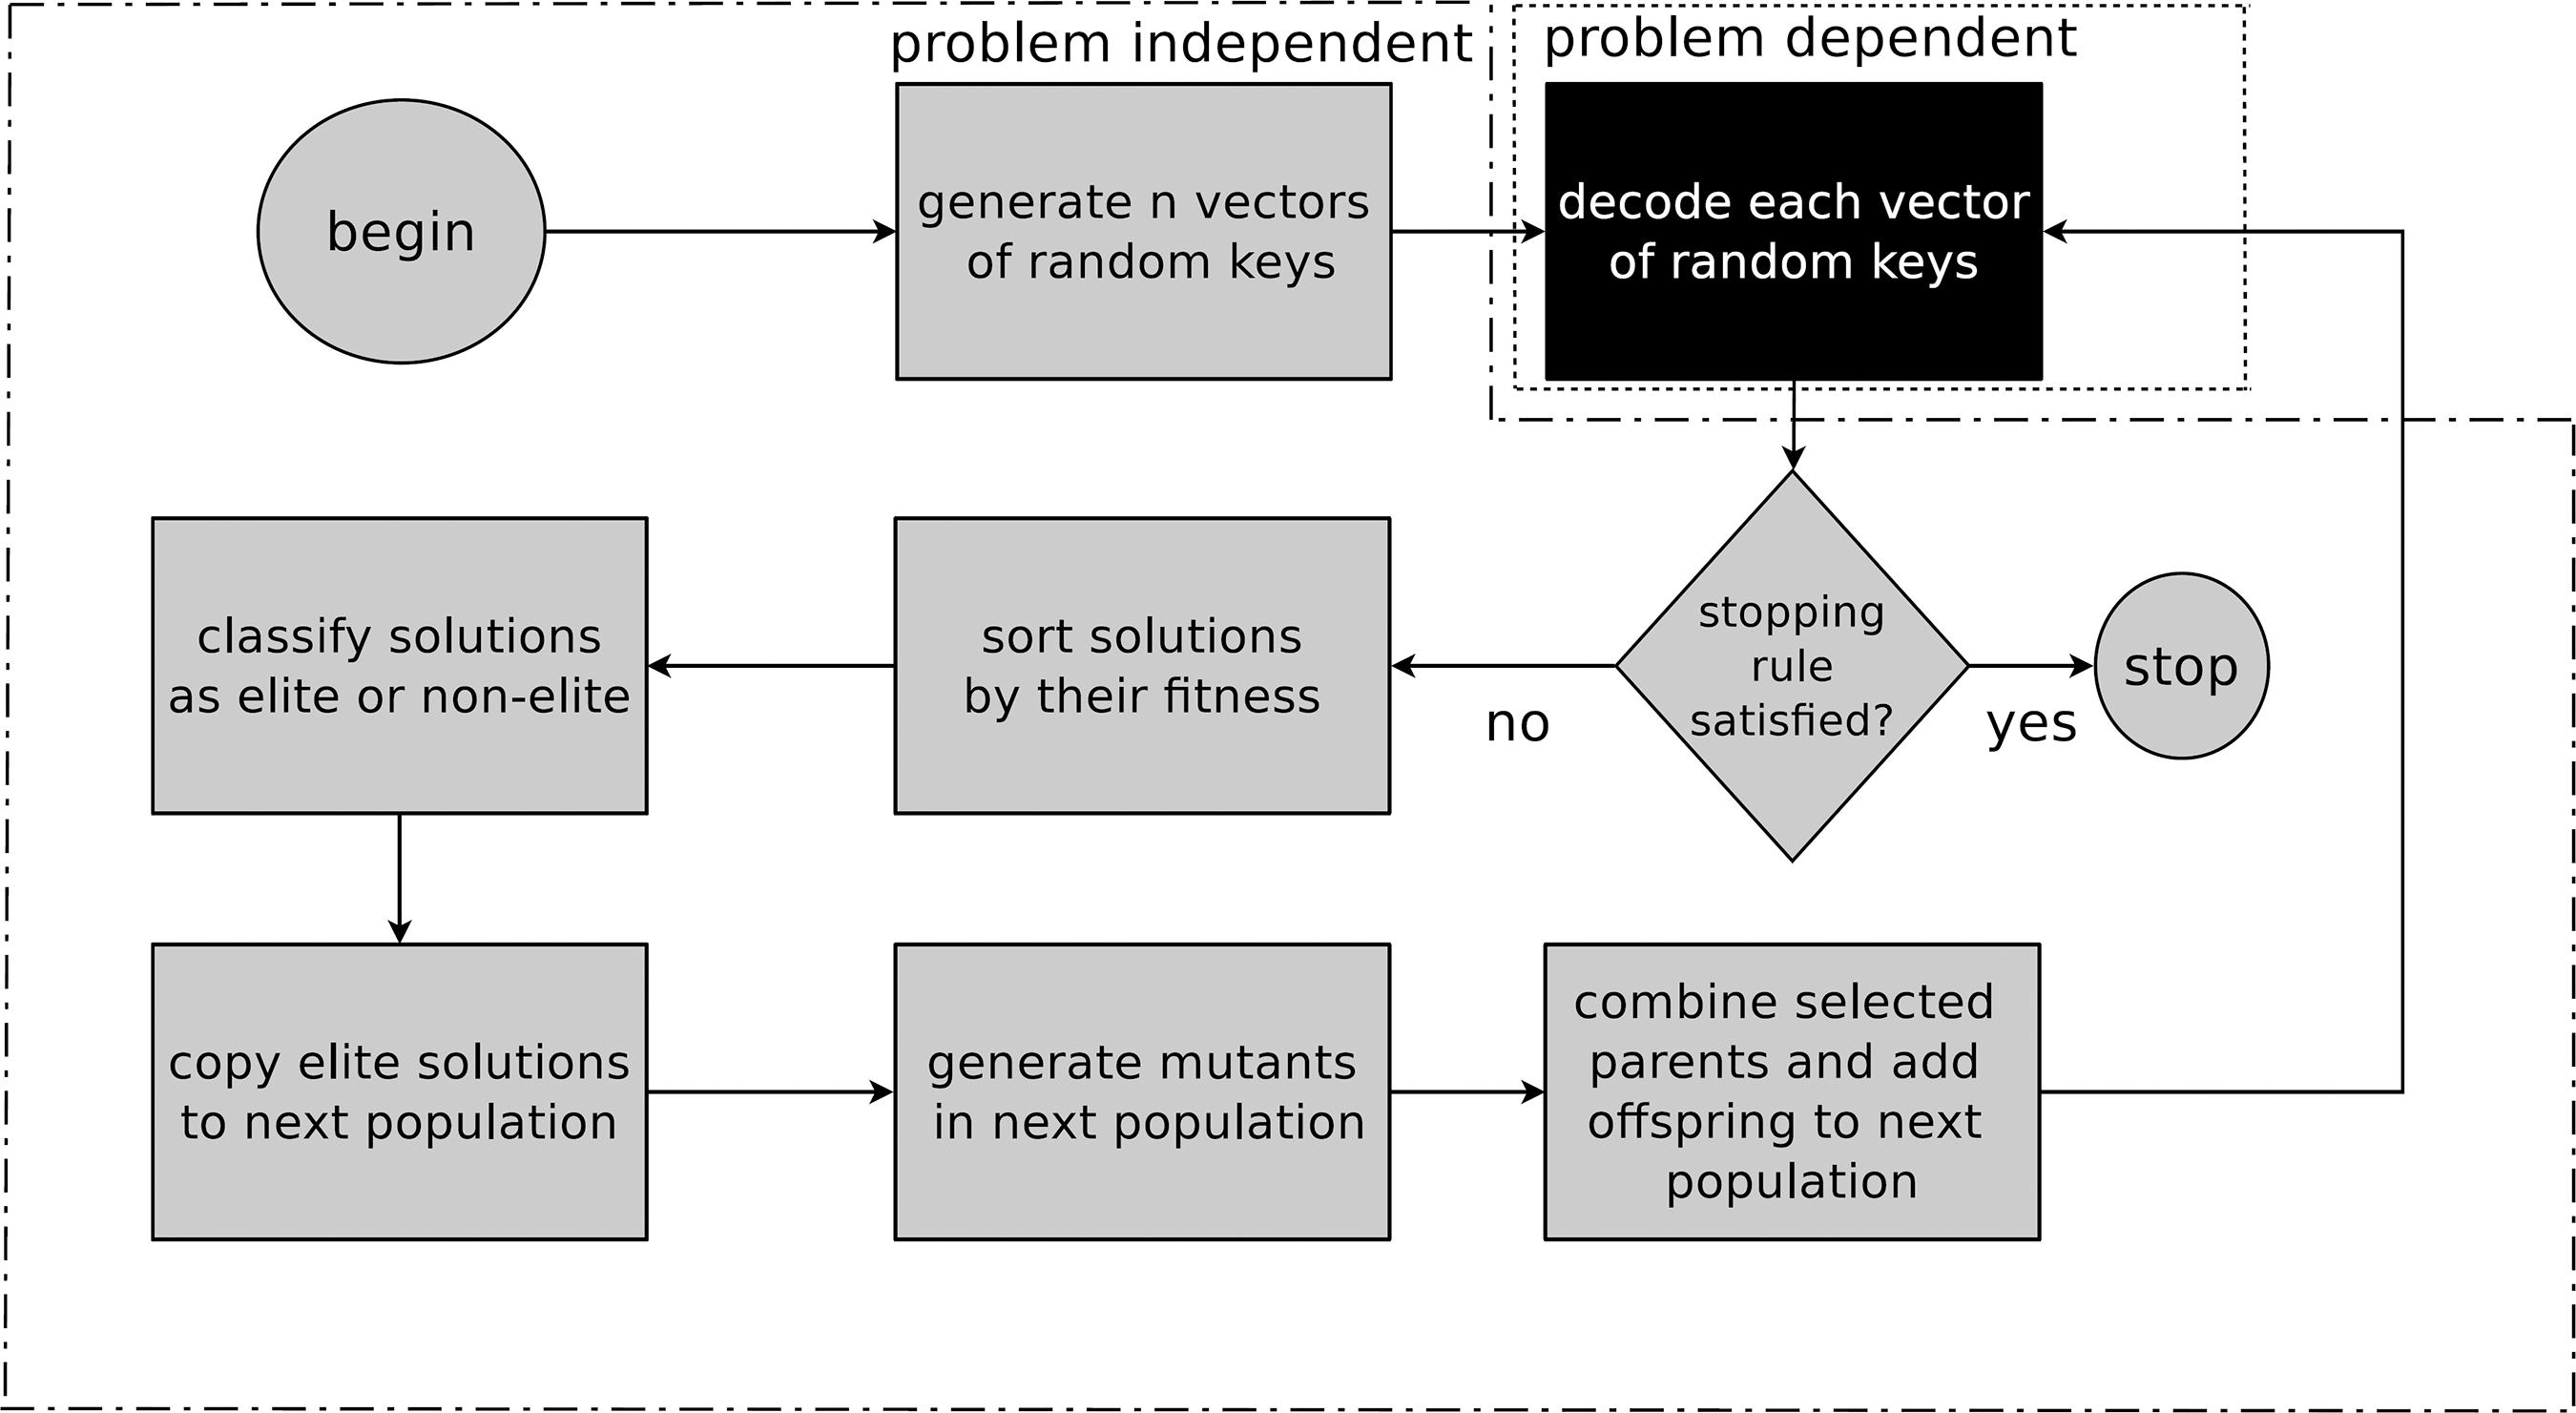 problem independent
problem dependent
begin
generate n vectors
of random keys
decode each vector
of random keys
classify solutions
as elite or non-elite
sort solutions
by their fitness
stopping
rule
satisfied?
no
yes
stop
copy elite solutions
to next population
generate mutants
in next population
combine selected
parents and add
offspring to next
population